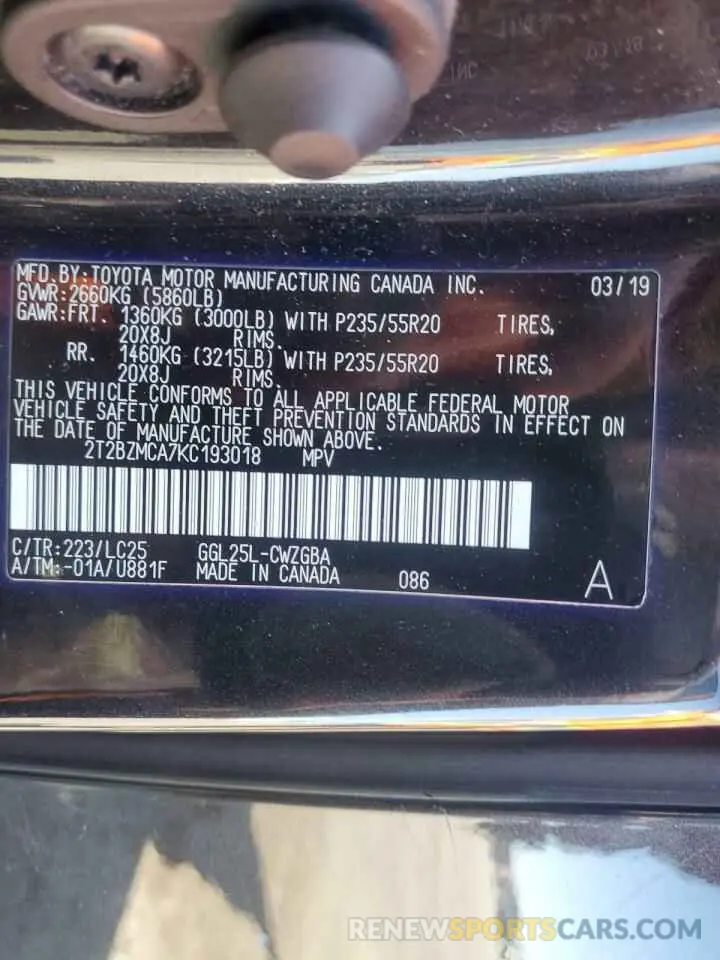 MFD.BY:TOYOTA MOTOR MANUFACTURING CANADA INC. 03/19
GVWR:2660KG (5860LB)
GAWR:FRT. 1360KG (3000LB) WITH P235/55R20 TIRES,
20X8J RIMS.
RR. 1460KG (3215LB) WITH P235/55R20 TIRES,
20X8J RIMS.
THIS VEHICLE CONFORMS TO ALL APPLICABLE FEDERAL MOTOR
VEHICLE SAFETY AND THEFT PREVENTION STANDARDS IN EFFECT ON
THE DATE OF MANUFACTURE SHOWN ABOVE.
2T2BZMCA7KC193018 MPV
C/TR:223/LC25 GGL25L-CWZGBA
A/TM:-01A/U881F MADE IN CANADA 086 A
RENEWSPORTSCARS.COM